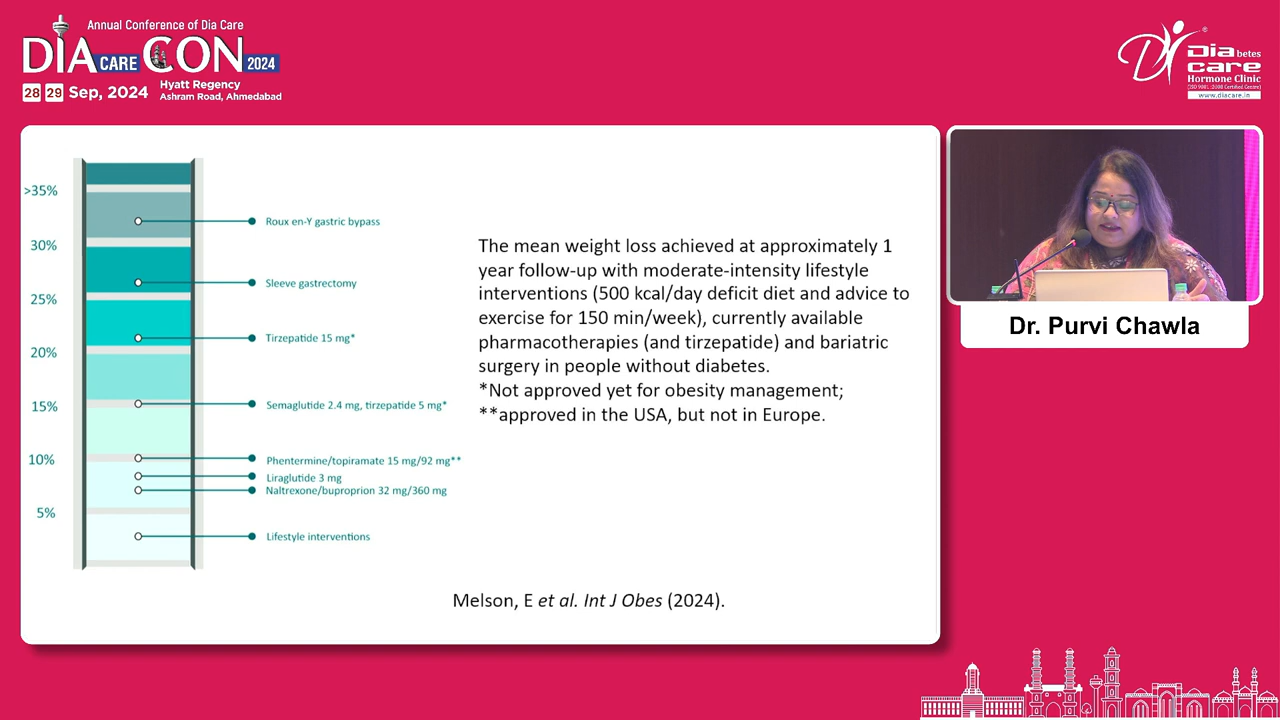 Annual Conference of Dia Care
DIA CARE CON 2024
28 29 Sep, 2024
Hyatt Regency
Ashram Road, Ahmedabad
Diabetes
care
Hormone Clinic
(ISO 9001:2008 Certified Centre)
www.diacare.in
>35%
30%
25%
20%
15%
10%
5%
Roux en-Y gastric bypass
Sleeve gastrectomy
Tirzepatide 15 mg*
Semaglutide 2.4 mg, tirzepatide 5 mg*
Phentermine/topiramate 15 mg/92 mg**
Liraglutide 3 mg
Naltrexone/buproprion 32 mg/360 mg
Lifestyle interventions
The mean weight loss achieved at approximately 1
year follow-up with moderate-intensity lifestyle
interventions (500 kcal/day deficit diet and advice to
exercise for 150 min/week), currently available
pharmacotherapies (and tirzepatide) and bariatric
surgery in people without diabetes.
*Not approved yet for obesity management;
**approved in the USA, but not in Europe.
Melson, E et al. Int J Obes (2024).
Dr. Purvi Chawla